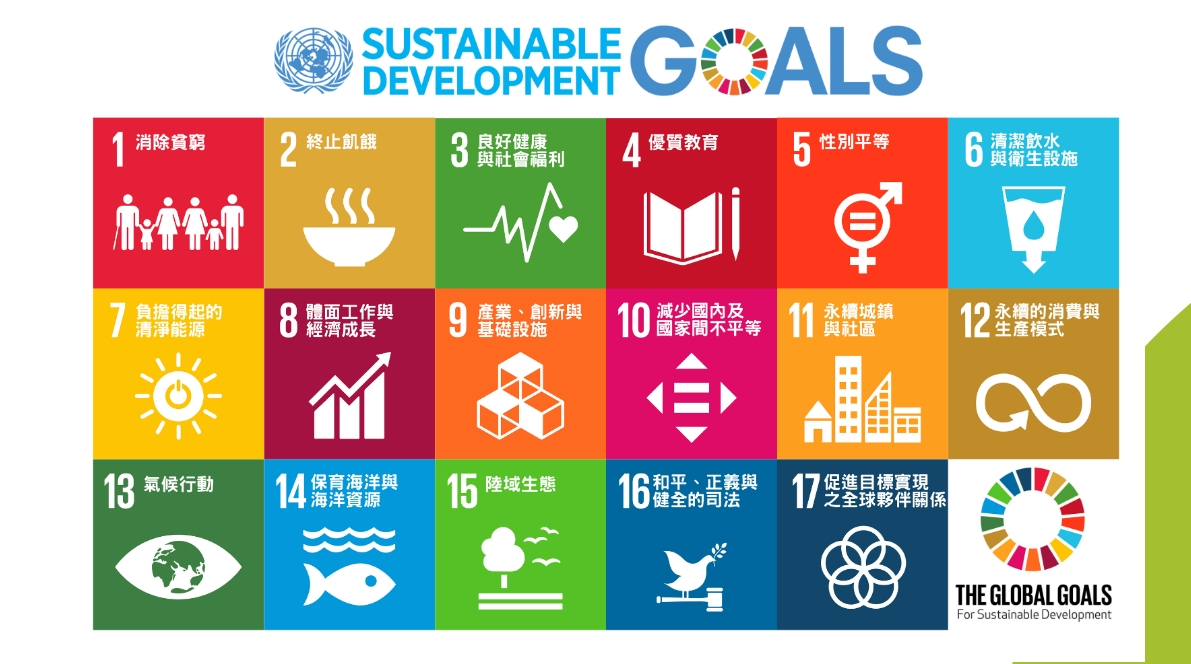 SUSTAINABLE
DEVELOPMENT
GOALS
1 消除貧窮
2 終止飢餓
3 良好健康
與社會福利
4 優質教育
5 性別平等
6 清潔飲水
與衛生設施
7 負擔得起的
清淨能源
8 體面工作與
經濟成長
9 產業、創新與
基礎設施
10 減少國內及
國家間不平等
11 永續城鎮
與社區
12 永續的消費與
生產模式
13 氣候行動
14 保育海洋與
海洋資源
15 陸域生態
16 和平、正義與
健全的司法
17 促進目標實現
之全球夥伴關係
THE GLOBAL GOALS
For Sustainable Development